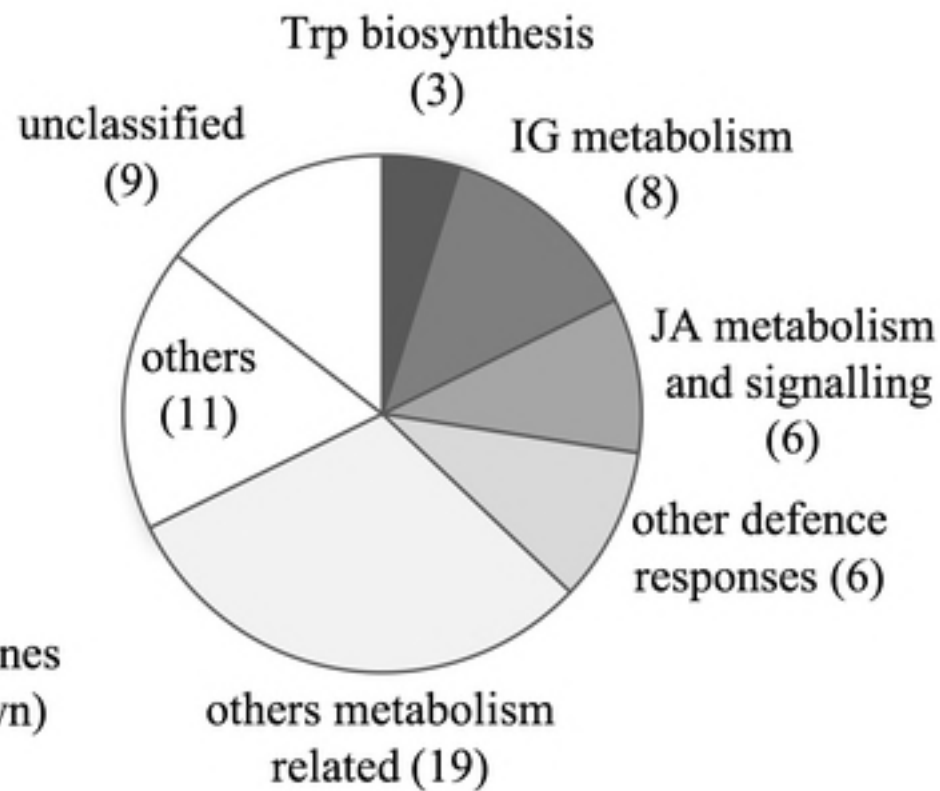 Trp biosynthesis
(3)
unclassified
(9)
IG metabolism
(8)
JA metabolism
and signalling
(6)
others
(11)
other defence
responses (6)
others metabolism
related (19)